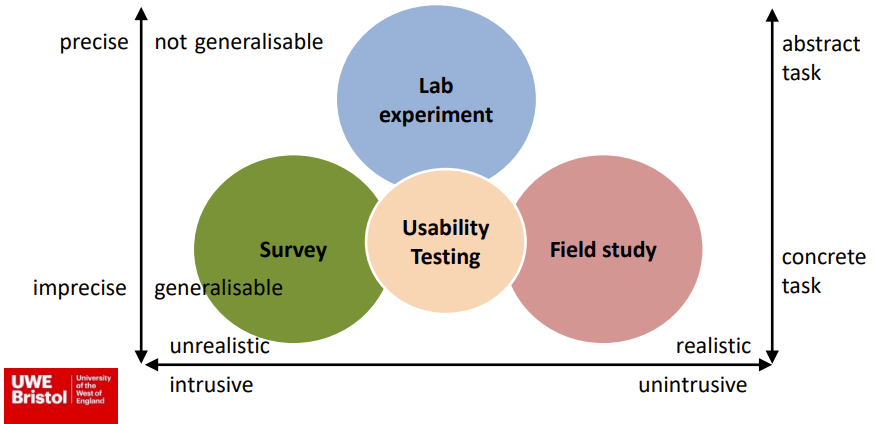 precise
not generalisable
Lab
experiment
abstract
task
Survey
Usability
Testing
Field study
imprecise
generalisable
concrete
task
unrealistic
realistic
intrusive
unintrusive
UWE
Bristol
University
of the
West of
England